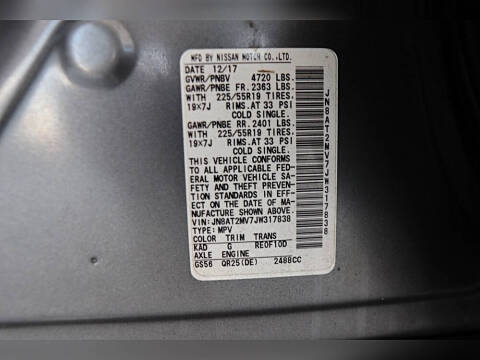 MFD BY NISSAN MOTOR CO.,LTD.
DATE 12/17
GVWR/PNBV 4720 LBS.
GAWR/PNBE FR. 2363 LBS.
WITH 225/55R19 TIRES.
19X7J RIMS.AT 33 PSI
COLD SINGLE.
GAWR/PNBE RR. 2401 LBS.
WITH 225/55R19 TIRES.
19X7J RIMS.AT 33 PSI
COLD SINGLE.
THIS VEHICLE CONFORMS
TO ALL APPLICABLE FED-
ERAL MOTOR VEHICLE SA-
FETY AND THEFT PREVEN-
TION STANDARDS IN EFF-
ECT ON THE DATE OF MA-
NUFACTURE SHOWN ABOVE.
VIN: JN8AT2MV7JW317838
TYPE: MPV
COLOR TRIM TRANS
KAD G RE0F10D
AXLE ENGINE
GS56 QR25(DE) 2488CC
JN8AT2MV7JW317838